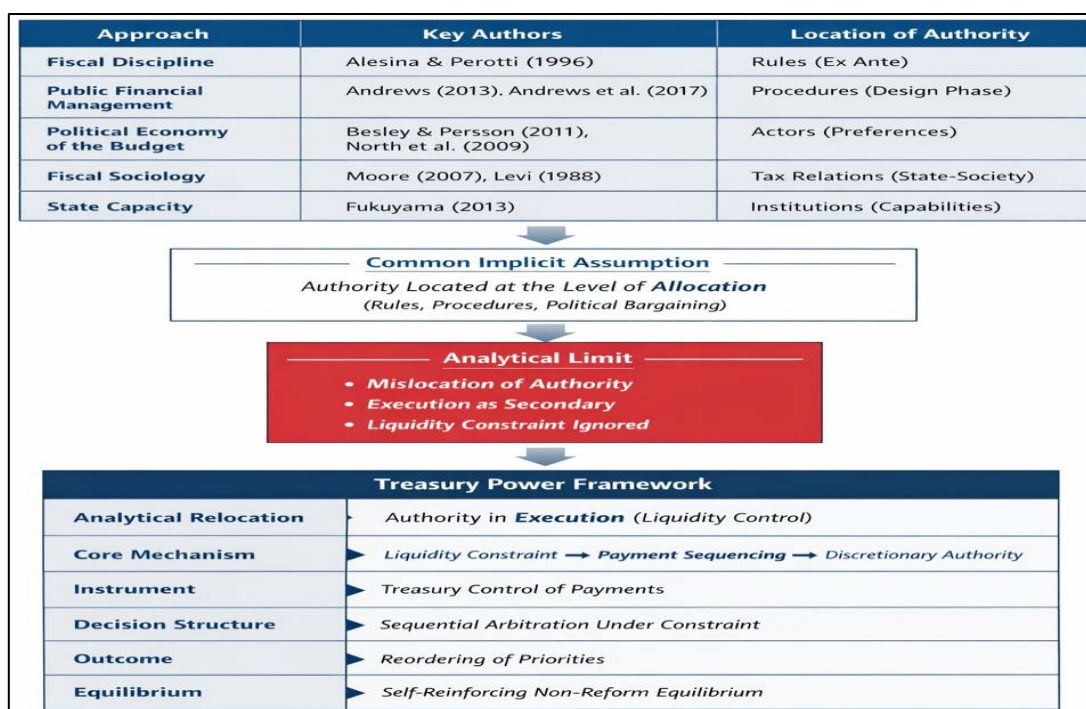 Approach Key Authors Location of Authority
Fiscal Discipline Alesina & Perotti (1996) Rules (Ex Ante)
Public Financial
Management Andrews (2013), Andrews et al. (2017) Procedures (Design Phase)
Political Economy
of the Budget Besley & Persson (2011),
North et al. (2009) Actors (Preferences)
Fiscal Sociology Moore (2007), Levi (1988) Tax Relations (State-Society)
State Capacity Fukuyama (2013) Institutions (Capabilities)
Common Implicit Assumption
Authority Located at the Level of Allocation
(Rules, Procedures, Political Bargaining)
Analytical Limit
• Mislocation of Authority
• Execution as Secondary
• Liquidity Constraint Ignored
Treasury Power Framework
Analytical Relocation Authority in Execution (Liquidity Control)
Core Mechanism Liquidity Constraint → Payment Sequencing → Discretionary Authority
Instrument Treasury Control of Payments
Decision Structure Sequential Arbitration Under Constraint
Outcome Reordering of Priorities
Equilibrium Self-Reinforcing Non-Reform Equilibrium